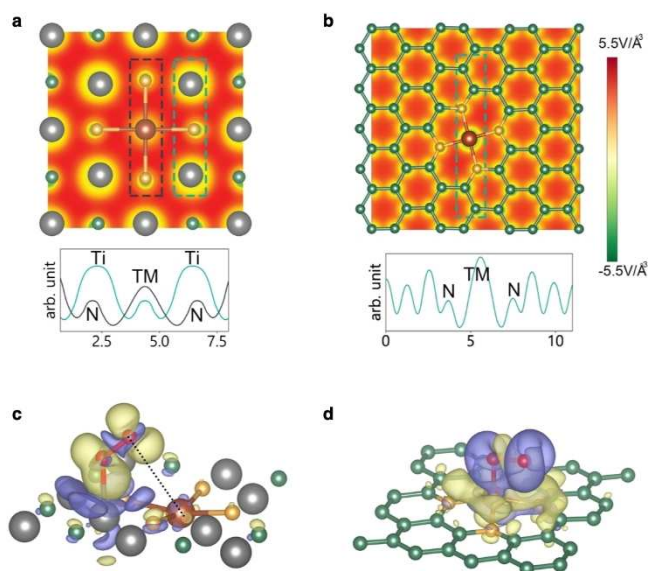 a
b
5.5V/Å³
-5.5V/Å³
Ti
Ti
TM
N
N
arb. unit
2.5
5.0
7.5
TM
N
N
arb. unit
0
5
10
c
d